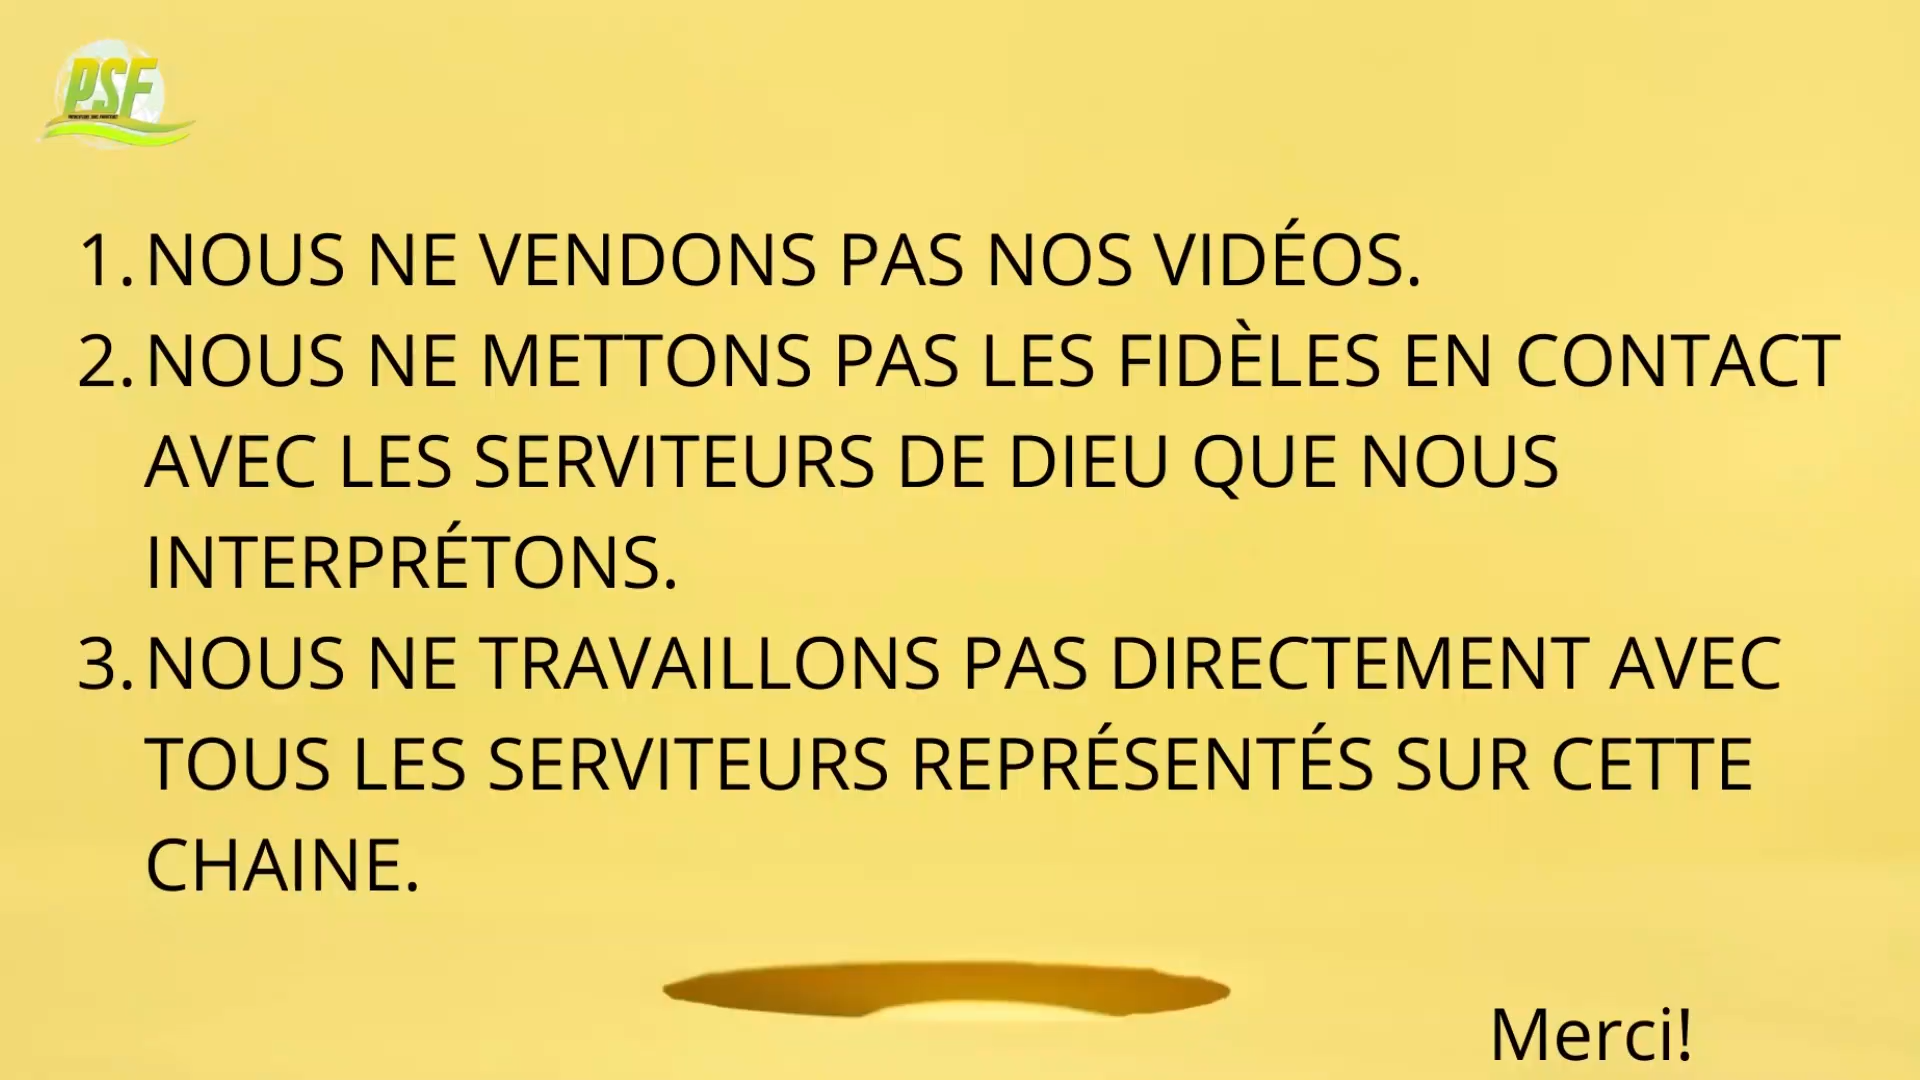 PSF
1. NOUS NE VENDONS PAS NOS VIDÉOS.
2. NOUS NE METTONS PAS LES FIDÈLES EN CONTACT
AVEC LES SERVITEURS DE DIEU QUE NOUS
INTERPRÉTONS.
3. NOUS NE TRAVAILLONS PAS DIRECTEMENT AVEC
TOUS LES SERVITEURS REPRÉSENTÉS SUR CETTE
CHAINE.
Merci!